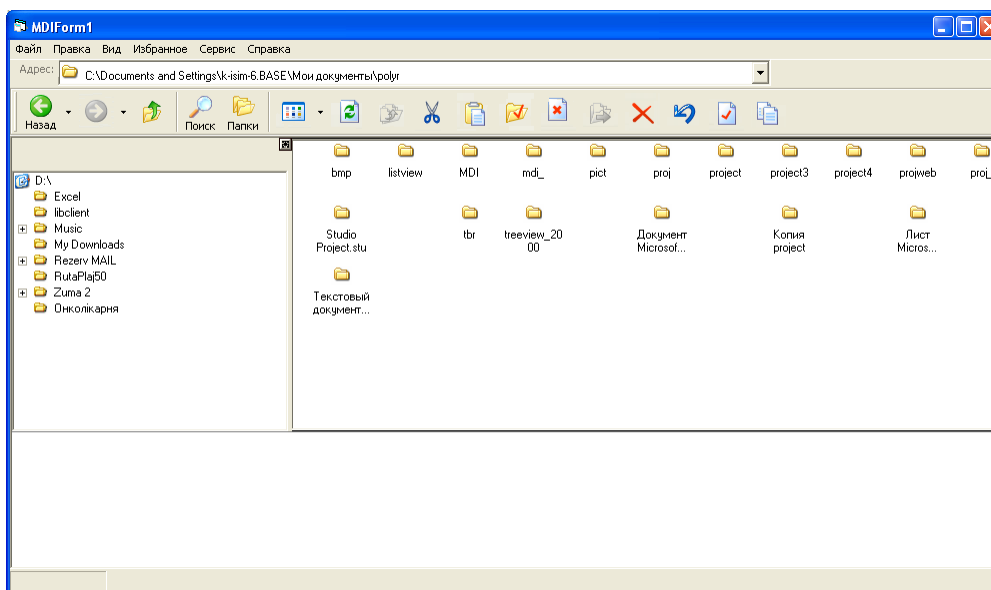 MDIForm1
Файл Правка Вид Избранное Сервис Справка
Адрес: C:\Documents and Settings\k-isim-6.BASE\Мои документы\polyr
Назад Поиск Папки
bmp listview MDI mdi_ pict proj project project3 project4 projweb proj_
D:\
Excel
libclient
Music
My Downloads
Rezerv MAIL
RutaPlaj50
Zuma 2
Онколікарня
Studio tbr treeview_20 Документ Копия Лист
Project.stu 00 Microsof... project Micros...
Текстовый
документ...